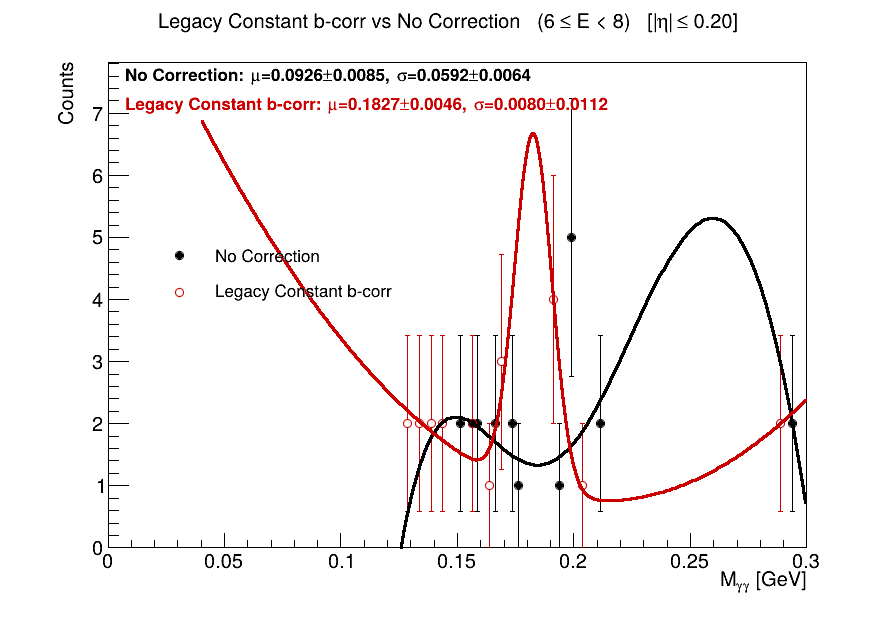 Legacy Constant b-corr vs No Correction (6 ≤ E < 8) [|η| ≤ 0.20]
Counts
No Correction: μ=0.0926±0.0085, σ=0.0592±0.0064
Legacy Constant b-corr: μ=0.1827±0.0046, σ=0.0080±0.0112
7
6
5
4
3
2
1
0
No Correction
Legacy Constant b-corr
0 0.05 0.1 0.15 0.2 0.25 0.3
Mγγ [GeV]